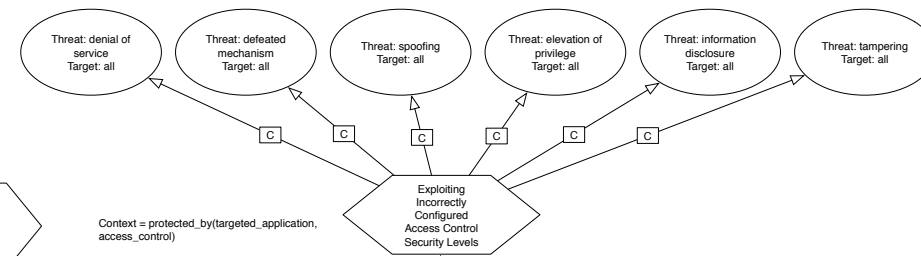 Threat: denial of
service
Target: all
Threat: defeated
mechanism
Target: all
Threat: spoofing
Target: all
Threat: elevation of
privilege
Target: all
Threat: information
disclosure
Target: all
Threat: tampering
Target: all
C
C
C
C
C
C
Exploiting
Incorrectly
Configured
Access Control
Security Levels
Context = protected_by(targeted_application,
access_control)